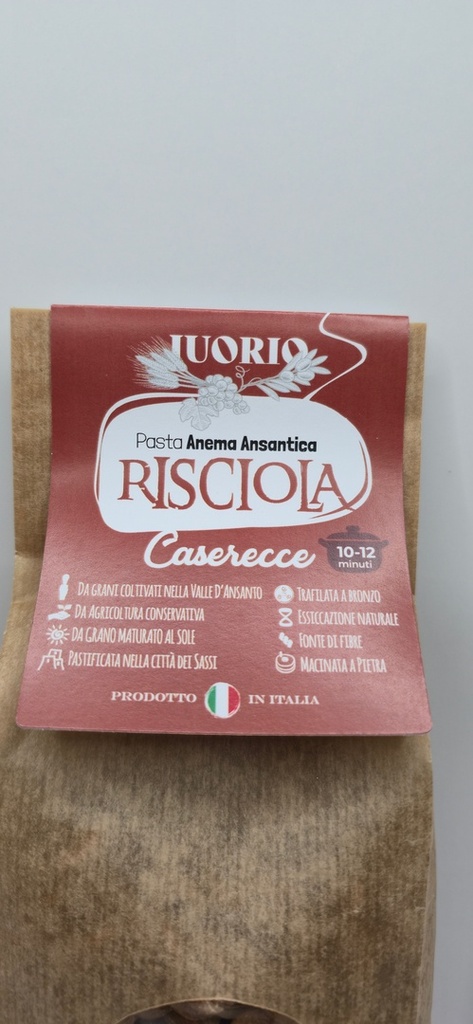 IUORIO
Pasta Anema Ansantica
RISCIOLA
Caserecce
10-12
minuti
Da grani coltivati nella Valle D'Ansanto
Da Agricoltura conservativa
da grano maturato al sole
Pastificata nella città dei Sassi
Trafilata a bronzo
Essiccazione naturale
Fonte di fibre
Macinata a Pietra
PRODOTTO IN ITALIA